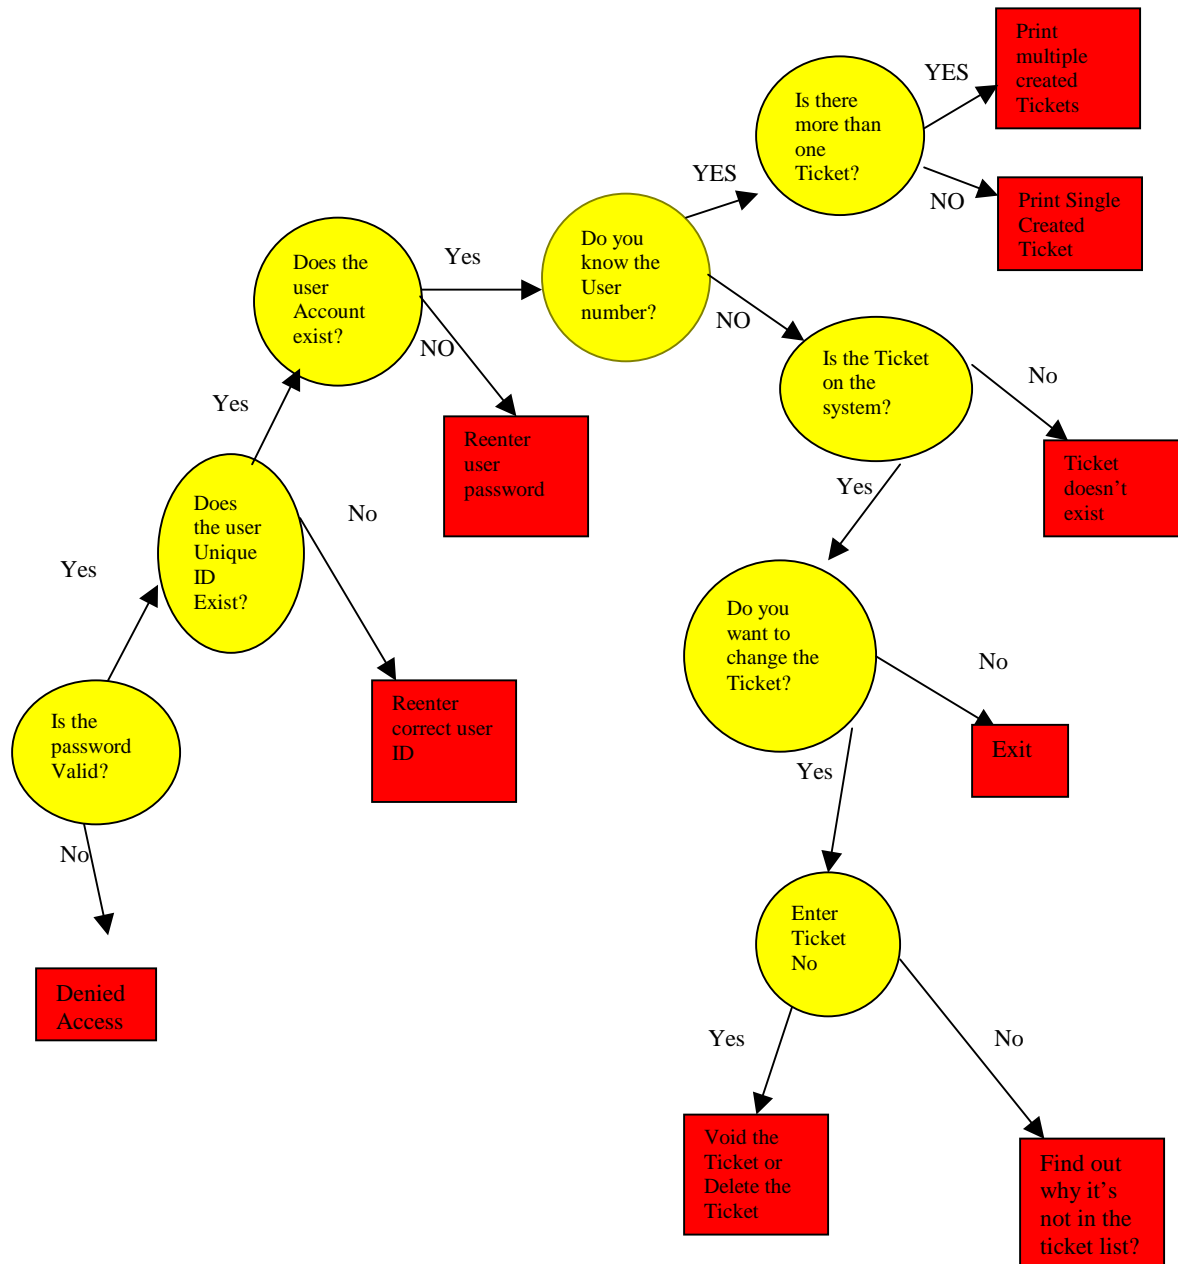 Print
multiple
created
Tickets
YES
Is there
more than
one
Ticket?
YES
NO
Print Single
Created
Ticket
Do you
know the
User
number?
Yes
Does the
user
Account
exist?
NO
NO
Is the Ticket
on the
system?
No
Yes
Reenter
user
password
Ticket
doesn't
exist
Yes
Does
the user
Unique
ID
Exist?
No
Yes
Do you
want to
change the
Ticket?
No
Reenter
correct user
ID
Is the
password
Valid?
Exit
Yes
No
Enter
Ticket
No
Denied
Access
Yes
No
Void the
Ticket or
Delete the
Ticket
Find out
why it's
not in the
ticket list?